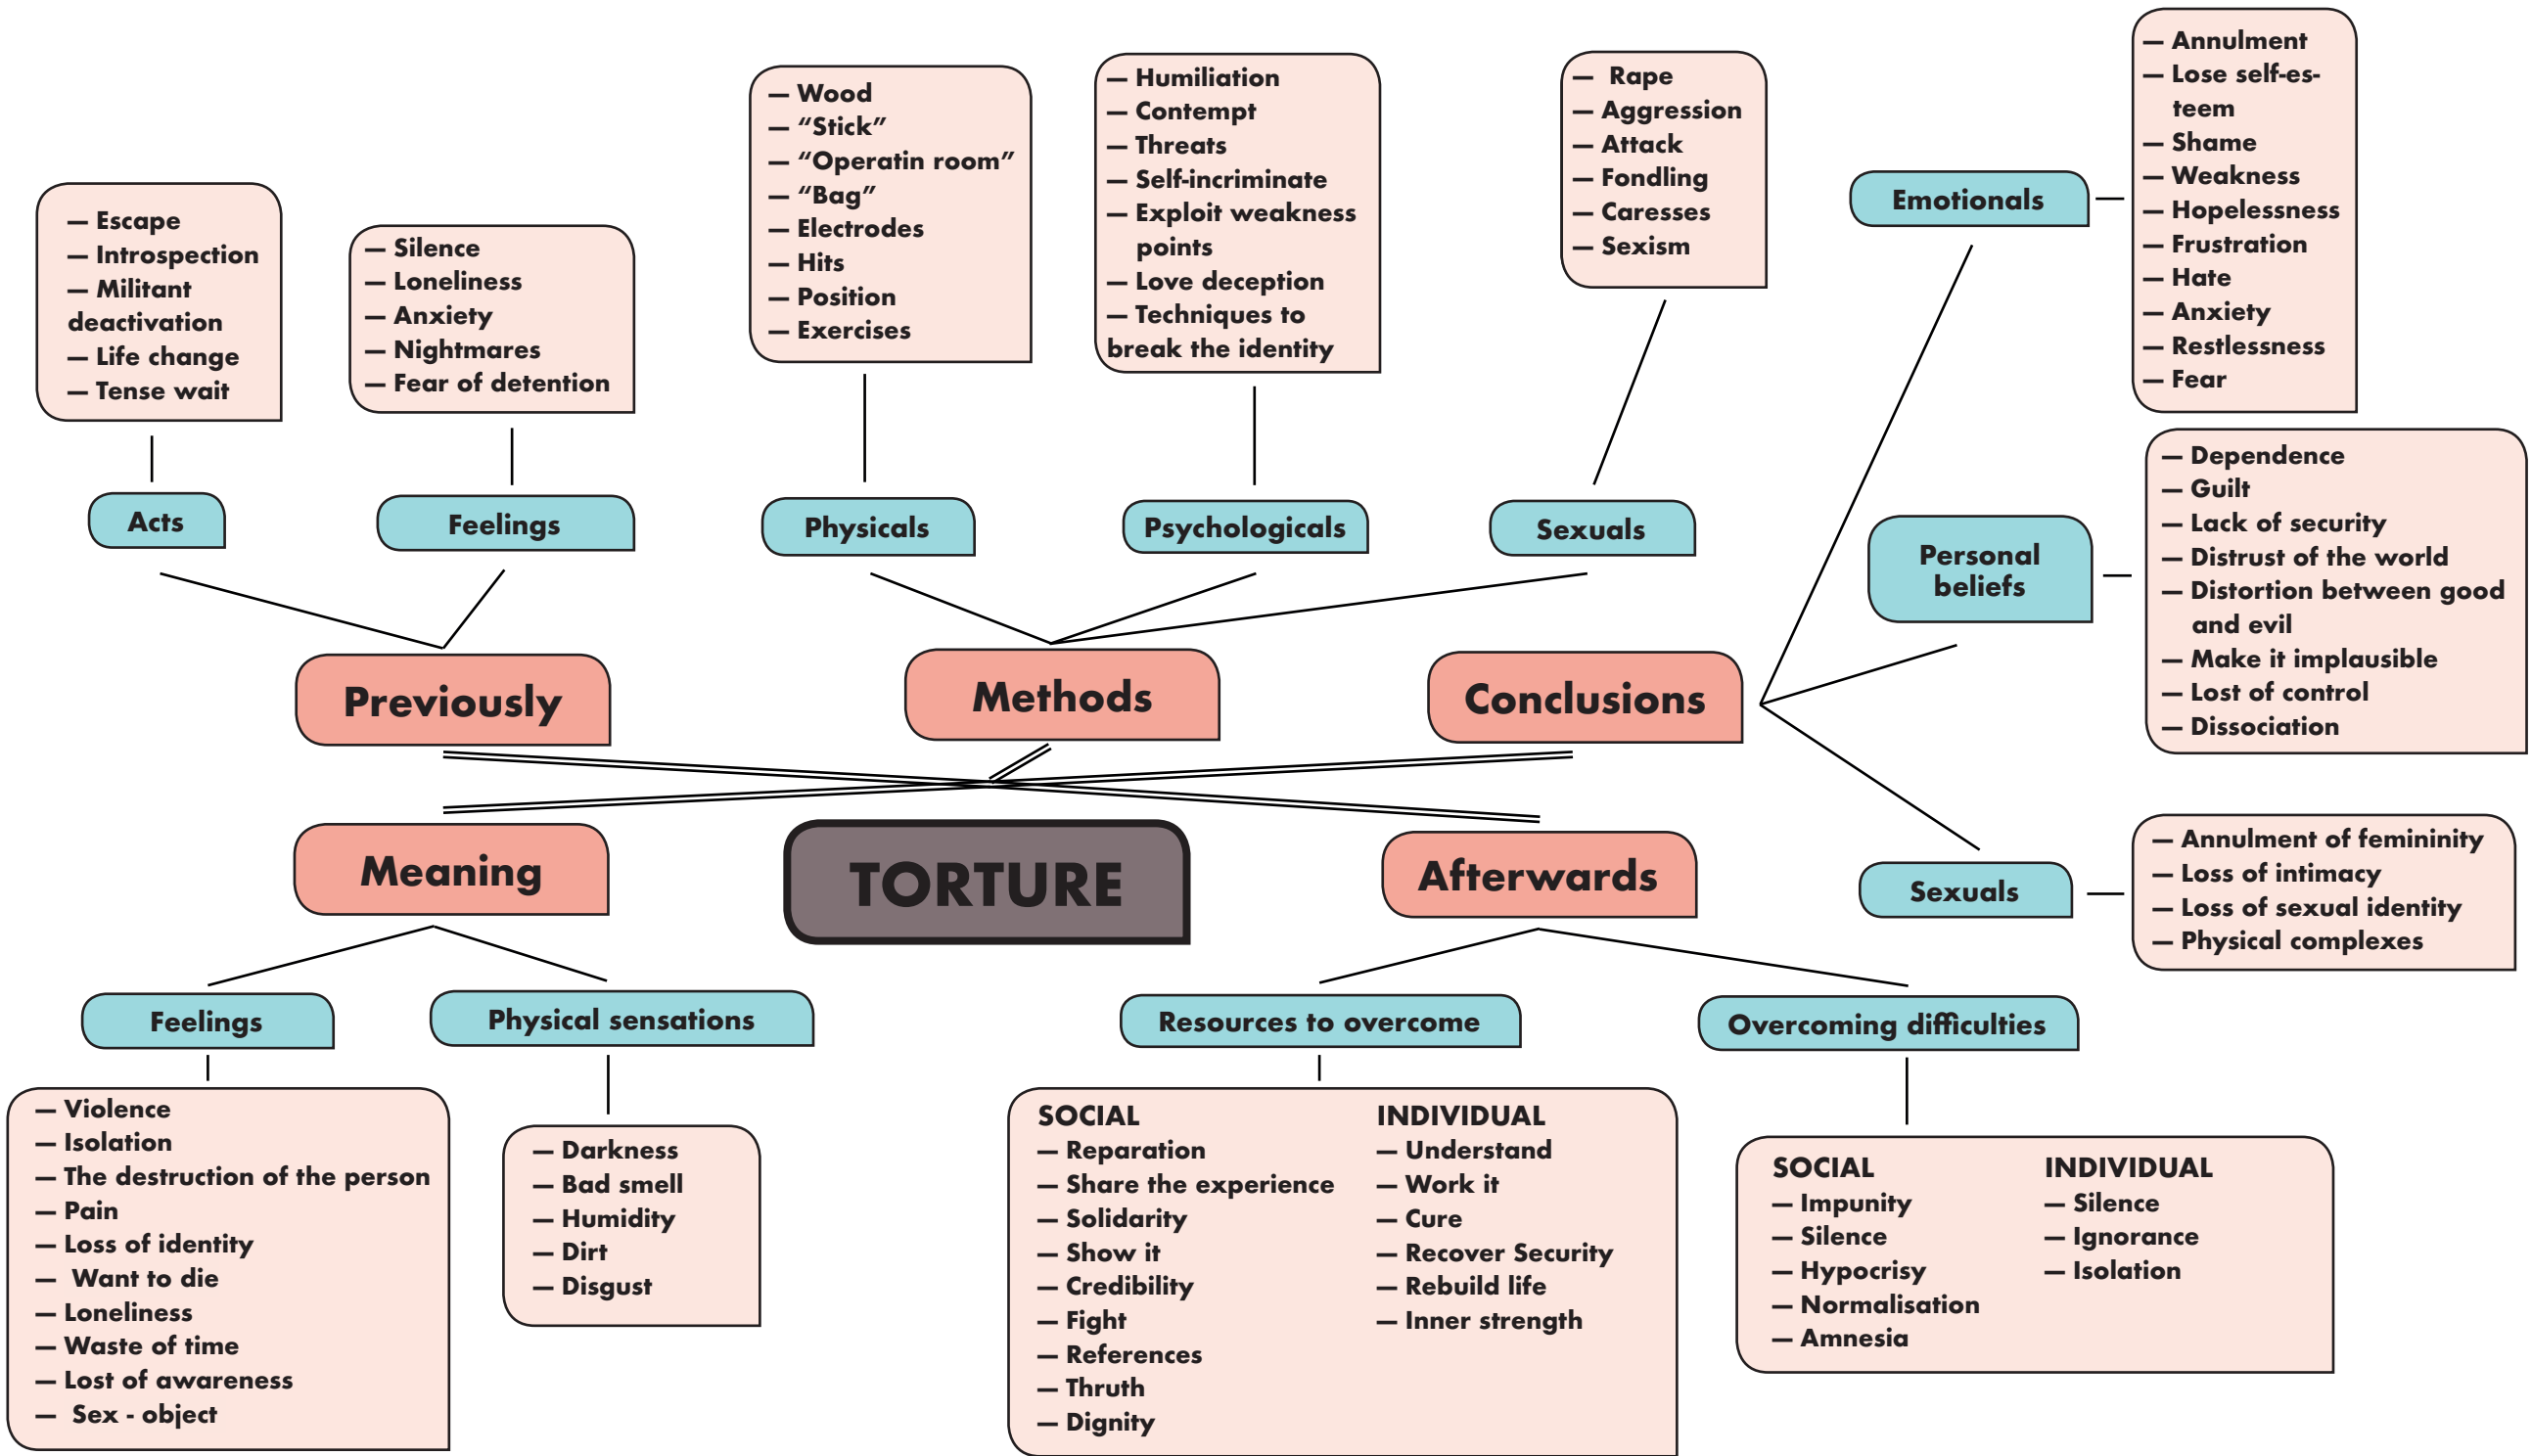 — Escape
— Introspection
— Militant
deactivation
— Life change
— Tense wait
Acts
— Silence
— Loneliness
— Anxiety
— Nightmares
— Fear of detention
Feelings
Previously
— Wood
— “Stick”
— “Operatin room”
— “Bag”
— Electrodes
— Hits
— Position
— Exercises
Physicals
— Humiliation
— Contempt
— Threats
— Self-incriminate
— Exploit weakness
points
— Love deception
— Techniques to
break the identity
Psychologicals
— Rape
— Aggression
— Attack
— Fondling
— Caresses
— Sexism
Sexuals
Methods
Conclusions
Emotionals
— Annulment
— Lose self-es-
teem
— Shame
— Weakness
— Hopelessness
— Frustration
— Hate
— Anxiety
— Restlessness
— Fear
Personal
beliefs
— Dependence
— Guilt
— Lack of security
— Distrust of the world
— Distortion between good
and evil
— Make it implausible
— Lost of control
— Dissociation
Sexuals
— Annulment of femininity
— Loss of intimacy
— Loss of sexual identity
— Physical complexes
TORTURE
Meaning
Feelings
— Violence
— Isolation
— The destruction of the person
— Pain
— Loss of identity
— Want to die
— Loneliness
— Waste of time
— Lost of awareness
— Sex - object
Physical sensations
— Darkness
— Bad smell
— Humidity
— Dirt
— Disgust
Afterwards
Resources to overcome
SOCIAL
— Reparation
— Share the experience
— Solidarity
— Show it
— Credibility
— Fight
— References
— Thruth
— Dignity
INDIVIDUAL
— Understand
— Work it
— Cure
— Recover Security
— Rebuild life
— Inner strength
Overcoming difficulties
SOCIAL
— Impunity
— Silence
— Hypocrisy
— Normalisation
— Amnesia
INDIVIDUAL
— Silence
— Ignorance
— Isolation